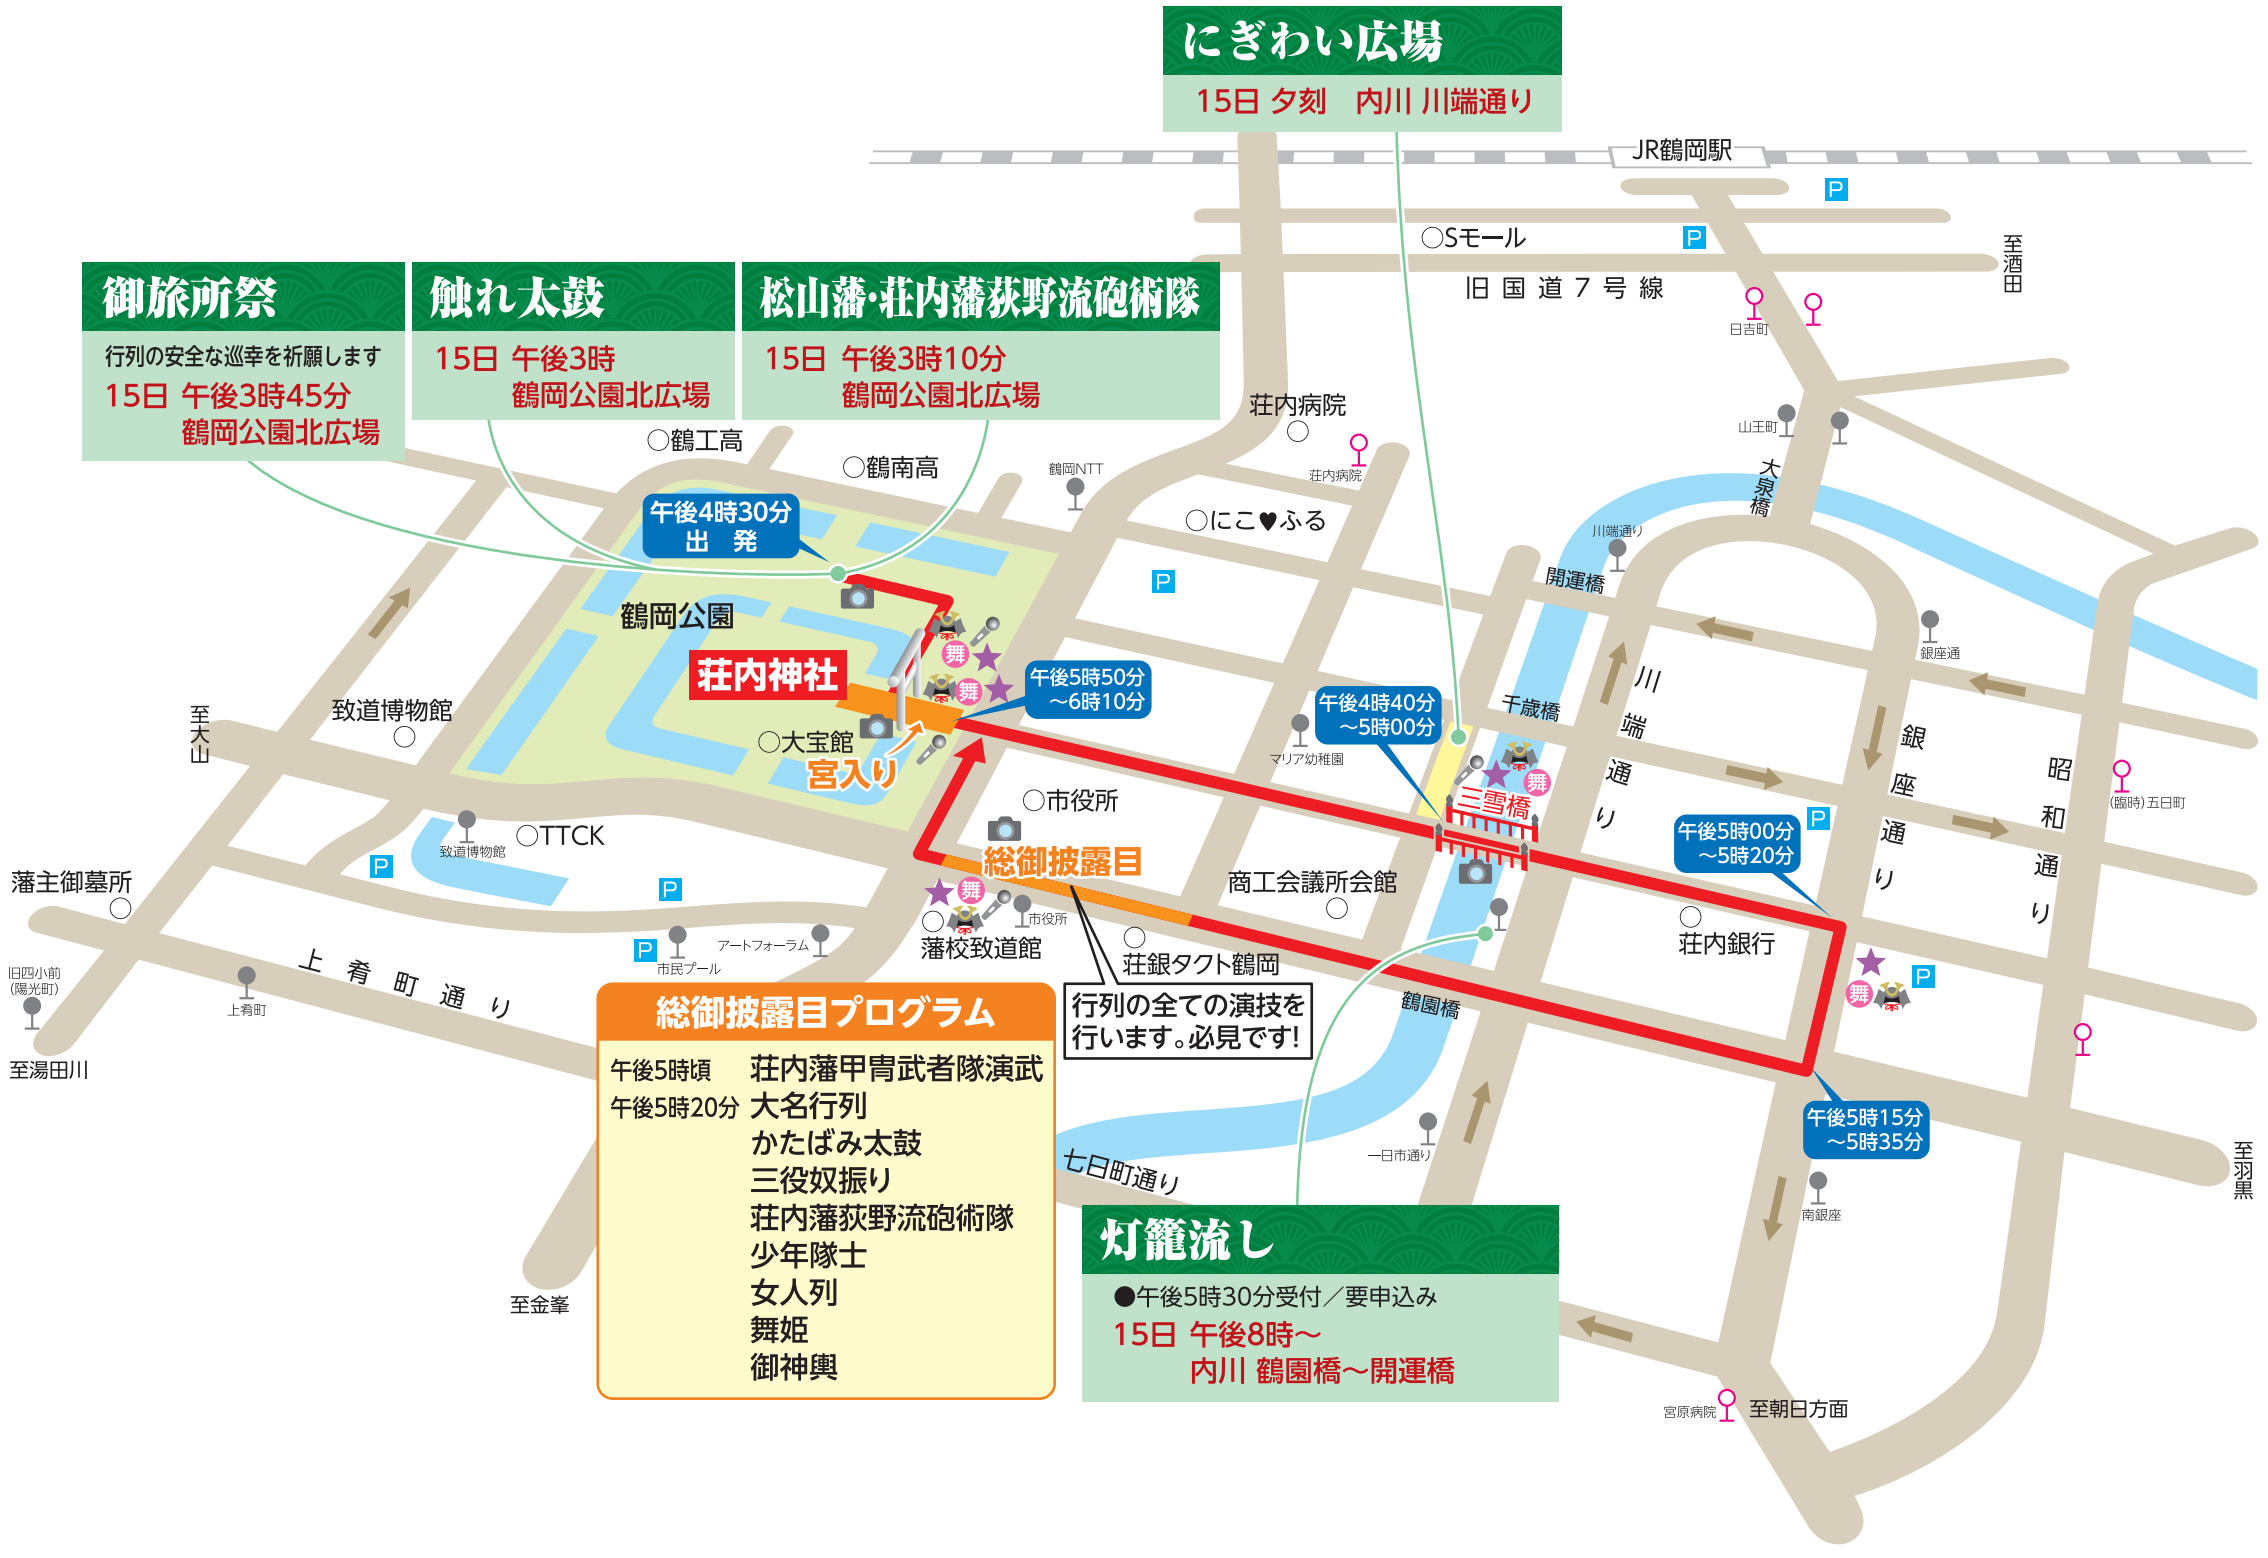 にぎわい広場
15日 夕刻　内川 川端通り
JR鶴岡駅
P
P
○Sモール
旧国道7号線
至酒田
日吉町
御旅所祭
行列の安全な巡幸を祈願します
15日 午後3時45分
鶴岡公園北広場
触れ太鼓
15日 午後3時
鶴岡公園北広場
松山藩・荘内藩荻野流砲術隊
15日 午後3時10分
鶴岡公園北広場
○鶴工高
○鶴南高
鶴岡NTT
荘内病院
○
荘内病院
山王町
大泉橋
午後4時30分
出　発
○にこ♥ふる
川端通り
開運橋
P
鶴岡公園
舞
荘内神社
舞
午後5時50分
～6時10分
銀座通
致道博物館
○
至大山
○大宝館
宮入り
マリア幼稚園
午後4時40分
～5時00分
千歳橋
川端通り
銀座通り
昭和通り
(臨時)五日町
舞
三雪橋
○市役所
○TTCK
致道博物館
P
P
午後5時00分
～5時20分
総御披露目
藩主御墓所
○
P
舞
市役所
○
藩校致道館
商工会議所会館
○
○
荘銀タクト鶴岡
○
荘内銀行
P
舞
アートフォーラム
P
市民プール
旧四小前
(陽光町)
上肴町
上肴町通り
至湯田川
鶴園橋
行列の全ての演技を
行います。必見です!
総御披露目プログラム
午後5時頃 荘内藩甲冑武者隊演武
午後5時20分 大名行列
かたばみ太鼓
三役奴振り
荘内藩荻野流砲術隊
少年隊士
女人列
舞姫
御神輿
至金峯
七日町通り
一日市通り
午後5時15分
～5時35分
南銀座
至羽黒
灯籠流し
●午後5時30分受付／要申込み
15日 午後8時～
内川 鶴園橋～開運橋
宮原病院
至朝日方面